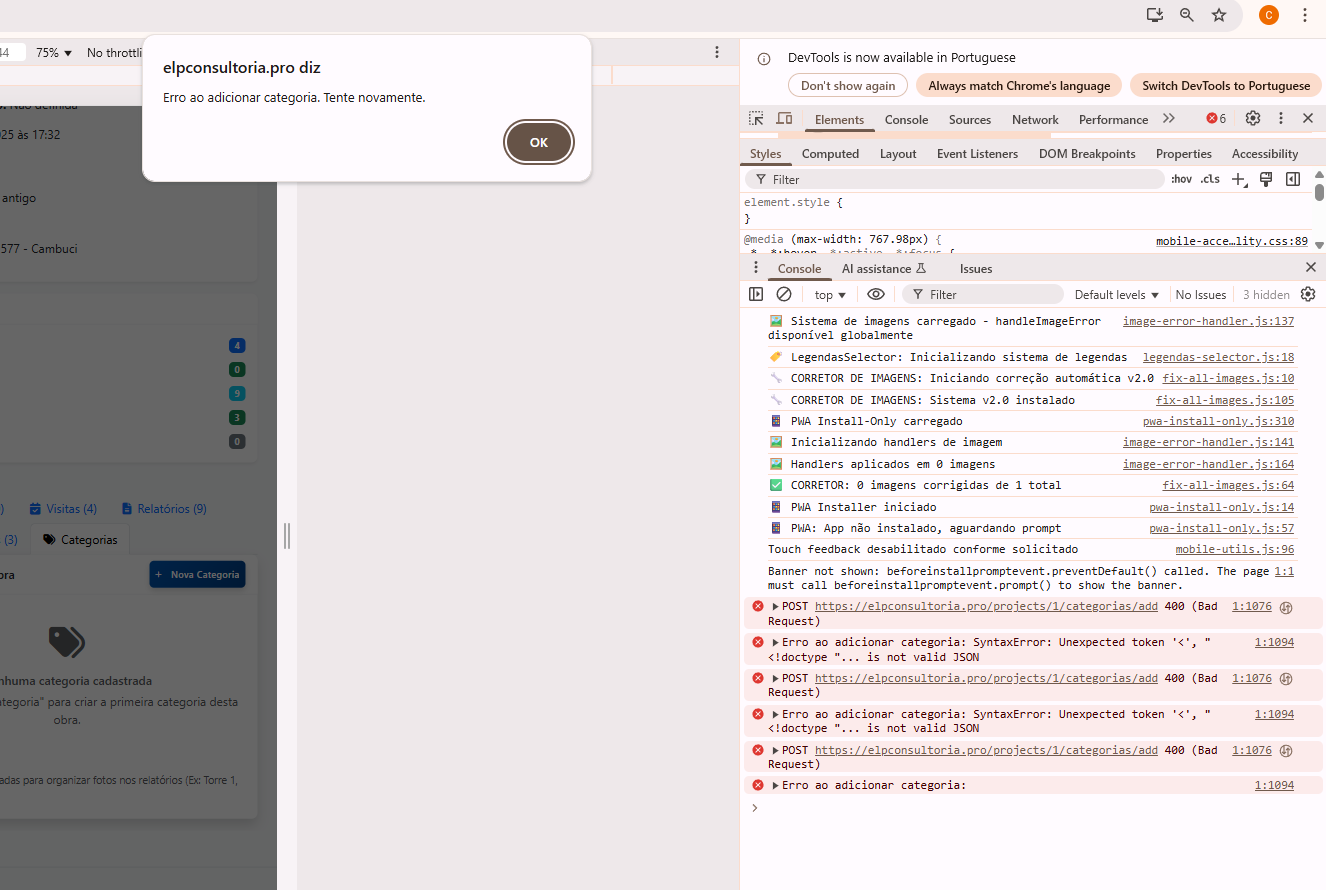 44 75% No throttli
C
elpconsultoria.pro diz
Erro ao adicionar categoria. Tente novamente.
OK
Não definida
25 às 17:32
antigo
577 - Cambuci
4
0
9
3
0
Visitas (4) Relatórios (9)
(3) Categorias
ora + Nova Categoria
nhuma categoria cadastrada
ategoria" para criar a primeira categoria desta
obra.
adas para organizar fotos nos relatórios (Ex: Torre 1,
DevTools is now available in Portuguese
Don't show again Always match Chrome's language Switch DevTools to Portuguese
Elements Console Sources Network Performance 6
Styles Computed Layout Event Listeners DOM Breakpoints Properties Accessibility
Filter :hov .cls
element.style {
}
@media (max-width: 767.98px) { mobile-acce…lity.css:89
*, *:hover, *:active, *:focus {
Console AI assistance Issues
top Filter Default levels No Issues 3 hidden
Sistema de imagens carregado - handleImageError image-error-handler.js:137
disponível globalmente
LegendasSelector: Inicializando sistema de legendas legendas-selector.js:18
CORRETOR DE IMAGENS: Iniciando correção automática v2.0 fix-all-images.js:10
CORRETOR DE IMAGENS: Sistema v2.0 instalado fix-all-images.js:105
PWA Install-Only carregado pwa-install-only.js:310
Inicializando handlers de imagem image-error-handler.js:141
Handlers aplicados em 0 imagens image-error-handler.js:164
CORRETOR: 0 imagens corrigidas de 1 total fix-all-images.js:64
PWA Installer iniciado pwa-install-only.js:14
PWA: App não instalado, aguardando prompt pwa-install-only.js:57
Touch feedback desabilitado conforme solicitado mobile-utils.js:96
Banner not shown: beforeinstallpromptevent.preventDefault() called. The page 1:1
must call beforeinstallpromptevent.prompt() to show the banner.
POST https://elpconsultoria.pro/projects/1/categorias/add 400 (Bad 1:1076
Request)
Erro ao adicionar categoria: SyntaxError: Unexpected token '<', " 1:1094
<!doctype "... is not valid JSON
POST https://elpconsultoria.pro/projects/1/categorias/add 400 (Bad 1:1076
Request)
Erro ao adicionar categoria: SyntaxError: Unexpected token '<', " 1:1094
<!doctype "... is not valid JSON
POST https://elpconsultoria.pro/projects/1/categorias/add 400 (Bad 1:1076
Request)
Erro ao adicionar categoria: 1:1094